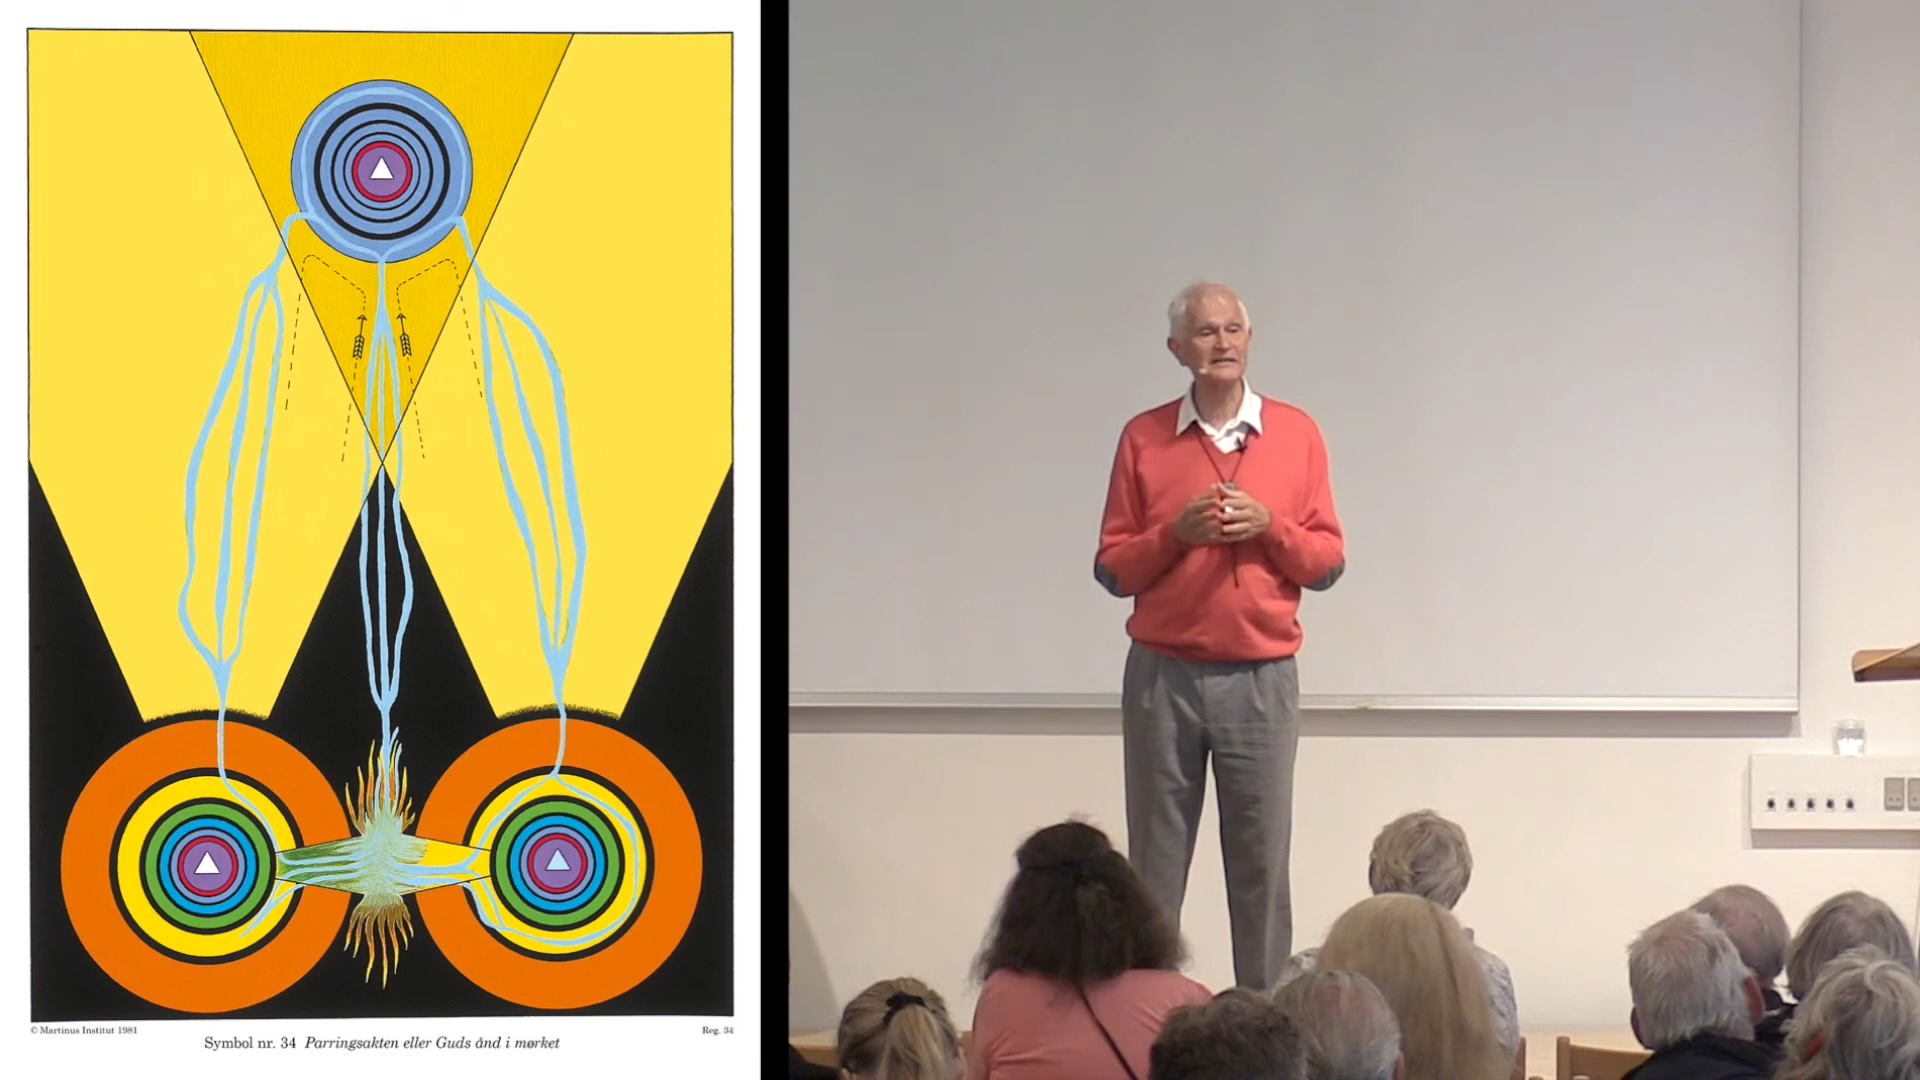 © Martinus Institut 1981
Reg. 34
Symbol nr. 34 Parringsakten eller Guds ånd i mørket